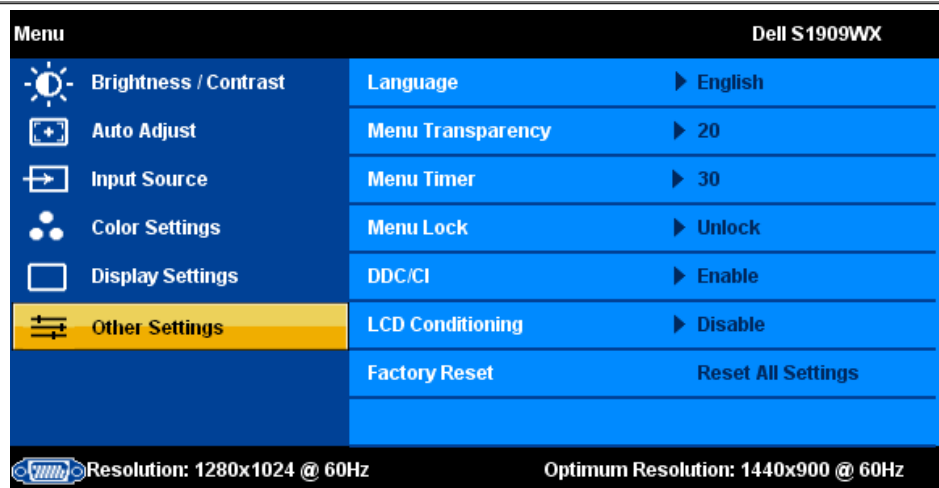 Menu Dell S1909WX
Brightness / Contrast Language English
Auto Adjust Menu Transparency 20
Input Source Menu Timer 30
Color Settings Menu Lock Unlock
Display Settings DDC/CI Enable
Other Settings LCD Conditioning Disable
Factory Reset Reset All Settings
Resolution: 1280x1024 @ 60Hz Optimum Resolution: 1440x900 @ 60Hz